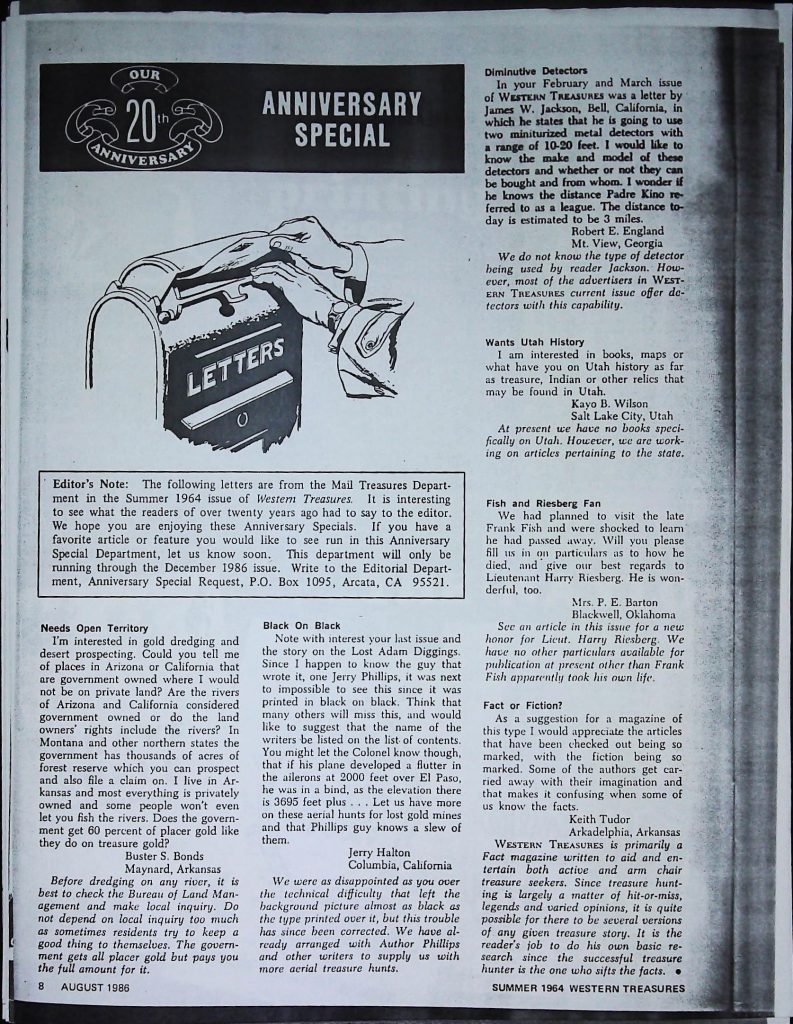 OUR
20th
ANNIVERSARY
ANNIVERSARY
SPECIAL
LETTERS
Editor's Note: The following letters are from the Mail Treasures Depart-
ment in the Summer 1964 issue of Western Treasures. It is interesting
to see what the readers of over twenty years ago had to say to the editor.
We hope you are enjoying these Anniversary Specials. If you have a
favorite article or feature you would like to see run in this Anniversary
Special Department, let us know soon. This department will only be
running through the December 1986 issue. Write to the Editorial Depart-
ment, Anniversary Special Request, P.O. Box 1095, Arcata, CA 95521.
Needs Open Territory
I'm interested in gold dredging and
desert prospecting. Could you tell me
of places in Arizona or California that
are government owned where I would
not be on private land? Are the rivers
of Arizona and California considered
government owned or do the land
owners' rights include the rivers? In
Montana and other northern states the
government has thousands of acres of
forest reserve which you can prospect
and also file a claim on. I live in Ar-
kansas and most everything is privately
owned and some people won't even
let you fish the rivers. Does the govern-
ment get 60 percent of placer gold like
they do on treasure gold?
Buster S. Bonds
Maynard, Arkansas
Before dredging on any river, it is
best to check the Bureau of Land Man-
agement and make local inquiry. Do
not depend on local inquiry too much
as sometimes residents try to keep a
good thing to themselves. The govern-
ment gets all placer gold but pays you
the full amount for it.
Black On Black
Note with interest your last issue and
the story on the Lost Adam Diggings.
Since I happen to know the guy that
wrote it, one Jerry Phillips, it was next
to impossible to see this since it was
printed in black on black. Think that
many others will miss this, and would
like to suggest that the name of the
writers be listed on the list of contents.
You might let the Colonel know though,
that if his plane developed a flutter in
the ailerons at 2000 feet over El Paso,
he was in a bind, as the elevation there
is 3695 feet plus . . . Let us have more
on these aerial hunts for lost gold mines
and that Phillips guy knows a slew of
them.
Jerry Halton
Columbia, California
We were as disappointed as you over
the technical difficulty that left the
background picture almost as black as
the type printed over it, but this trouble
has since been corrected. We have al-
ready arranged with Author Phillips
and other writers to supply us with
more aerial treasure hunts.
Diminutive Detectors
In your February and March issue
of WESTERN TREASURES was a letter by
James W. Jackson, Bell, California, in
which he states that he is going to use
two miniturized metal detectors with
a range of 10-20 feet. I would like to
know the make and model of these
detectors and whether or not they can
be bought and from whom. I wonder if
he knows the distance Padre Kino re-
ferred to as a league. The distance to-
day is estimated to be 3 miles.
Robert E. England
Mt. View, Georgia
We do not know the type of detector
being used by reader Jackson. How-
ever, most of the advertisers in WEST-
ERN TREASURES current issue offer de-
tectors with this capability.
Wants Utah History
I am interested in books, maps or
what have you on Utah history as far
as treasure, Indian or other relics that
may be found in Utah.
Kayo B. Wilson
Salt Lake City, Utah
At present we have no books speci-
fically on Utah. However, we are work-
ing on articles pertaining to the state.
Fish and Riesberg Fan
We had planned to visit the late
Frank Fish and were shocked to learn
he had passed away. Will you please
fill us in on particulars as to how he
died, and give our best regards to
Lieutenant Harry Riesberg. He is won-
derful, too.
Mrs. P. E. Barton
Blackwell, Oklahoma
See an article in this issue for a new
honor for Lieut. Harry Riesberg. We
have no other particulars available for
publication at present other than Frank
Fish apparently took his own life.
Fact or Fiction?
As a suggestion for a magazine of
this type I would appreciate the articles
that have been checked out being so
marked, with the fiction being so
marked. Some of the authors get car-
ried away with their imagination and
that makes it confusing when some of
us know the facts.
Keith Tudor
Arkadelphia, Arkansas
WESTERN TREASURES is primarily a
Fact magazine written to aid and en-
tertain both active and arm chair
treasure seekers. Since treasure hunt-
ing is largely a matter of hit-or-miss,
legends and varied opinions, it is quite
possible for there to be several versions
of any given treasure story. It is the
reader's job to do his own basic re-
search since the successful treasure
hunter is the one who sifts the facts. •
8 AUGUST 1986
SUMMER 1964 WESTERN TREASURES